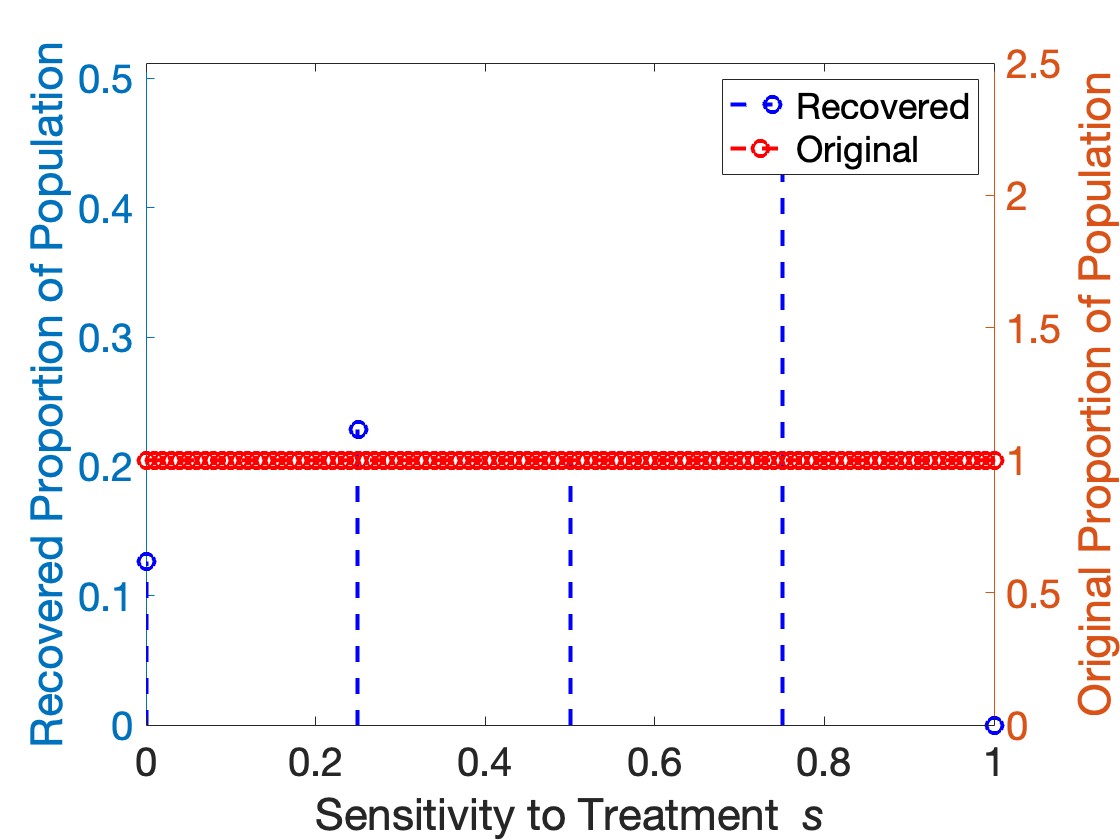 Recovered Proportion of Population
0.5
0.4
0.3
0.2
0.1
0
Recovered
Original
2.5
2
1.5
1
0.5
0
Original Proportion of Population
0 0.2 0.4 0.6 0.8 1
Sensitivity to Treatment s